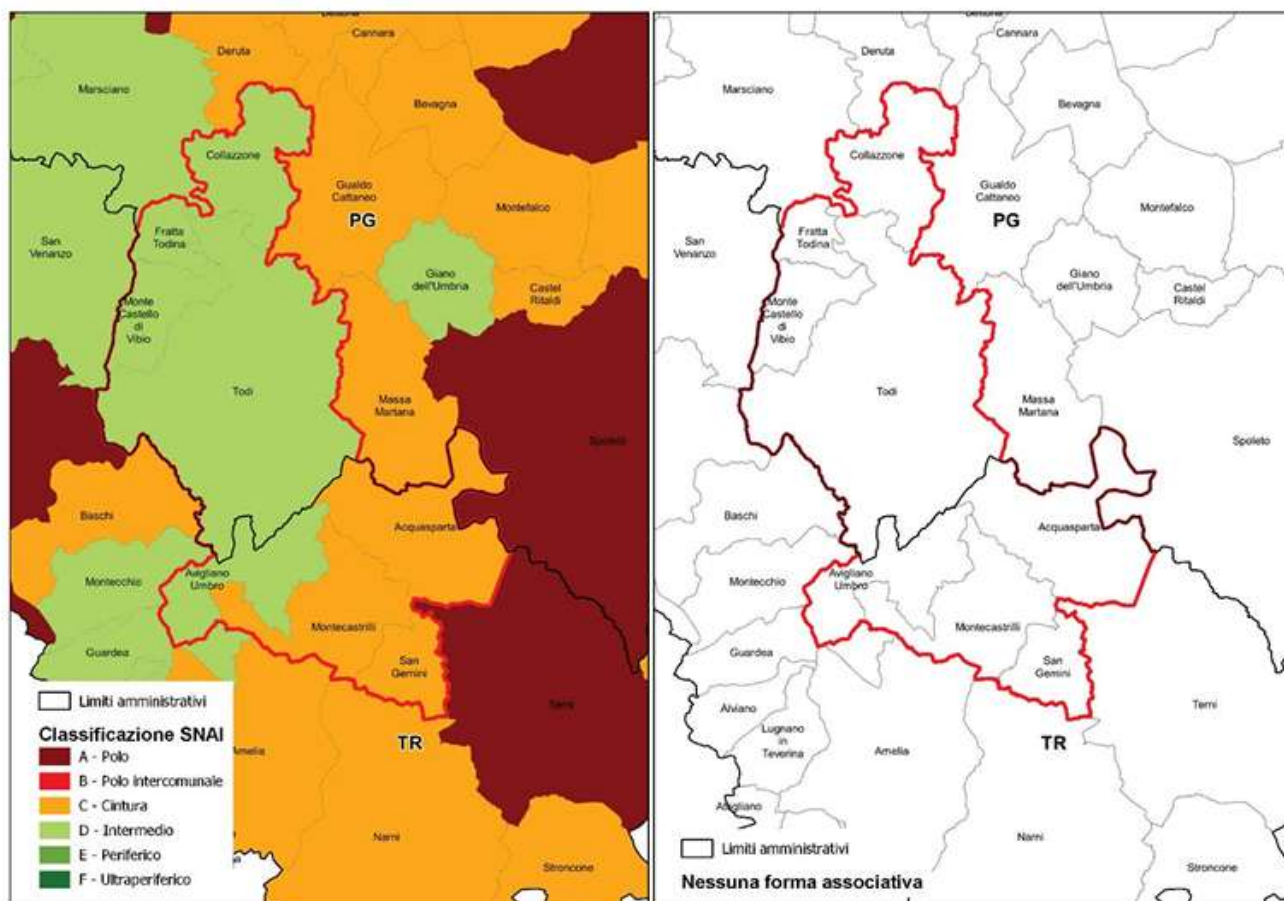 Cannara
Deruta
Marsciano
Bevagna
Collazzone
Gualdo
Cattaneo
PG
Montefalco
Fratta
Todina
San
Venanzo
Giano
dell'Umbria
Castel
Ritaldi
Monte
Castello
di
Vibio
Todi
Massa
Martana
Spoleto
Baschi
Acquasparta
Montecchio
Avigliano
Umbro
Montecastrilli
Guardea
San
Gemini
Terni
TR
Amelia
Narni
Stroncone
Limiti amministrativi
Classificazione SNAI
A - Polo
B - Polo intercomunale
C - Cintura
D - Intermedio
E - Periferico
F - Ultraperiferico
Cannara
Deruta
Marsciano
Bevagna
Collazzone
Gualdo
Cattaneo
PG
Montefalco
Fratta
Todina
San
Venanzo
Giano
dell'Umbria
Castel
Ritaldi
Monte
Castello
di
Vibio
Todi
Massa
Martana
Spoleto
Baschi
Acquasparta
Montecchio
Avigliano
Umbro
Montecastrilli
Guardea
San
Gemini
Alviano
Lugnano
in
Teverina
Terni
TR
Amelia
Narni
Stroncone
Limiti amministrativi
Nessuna forma associativa